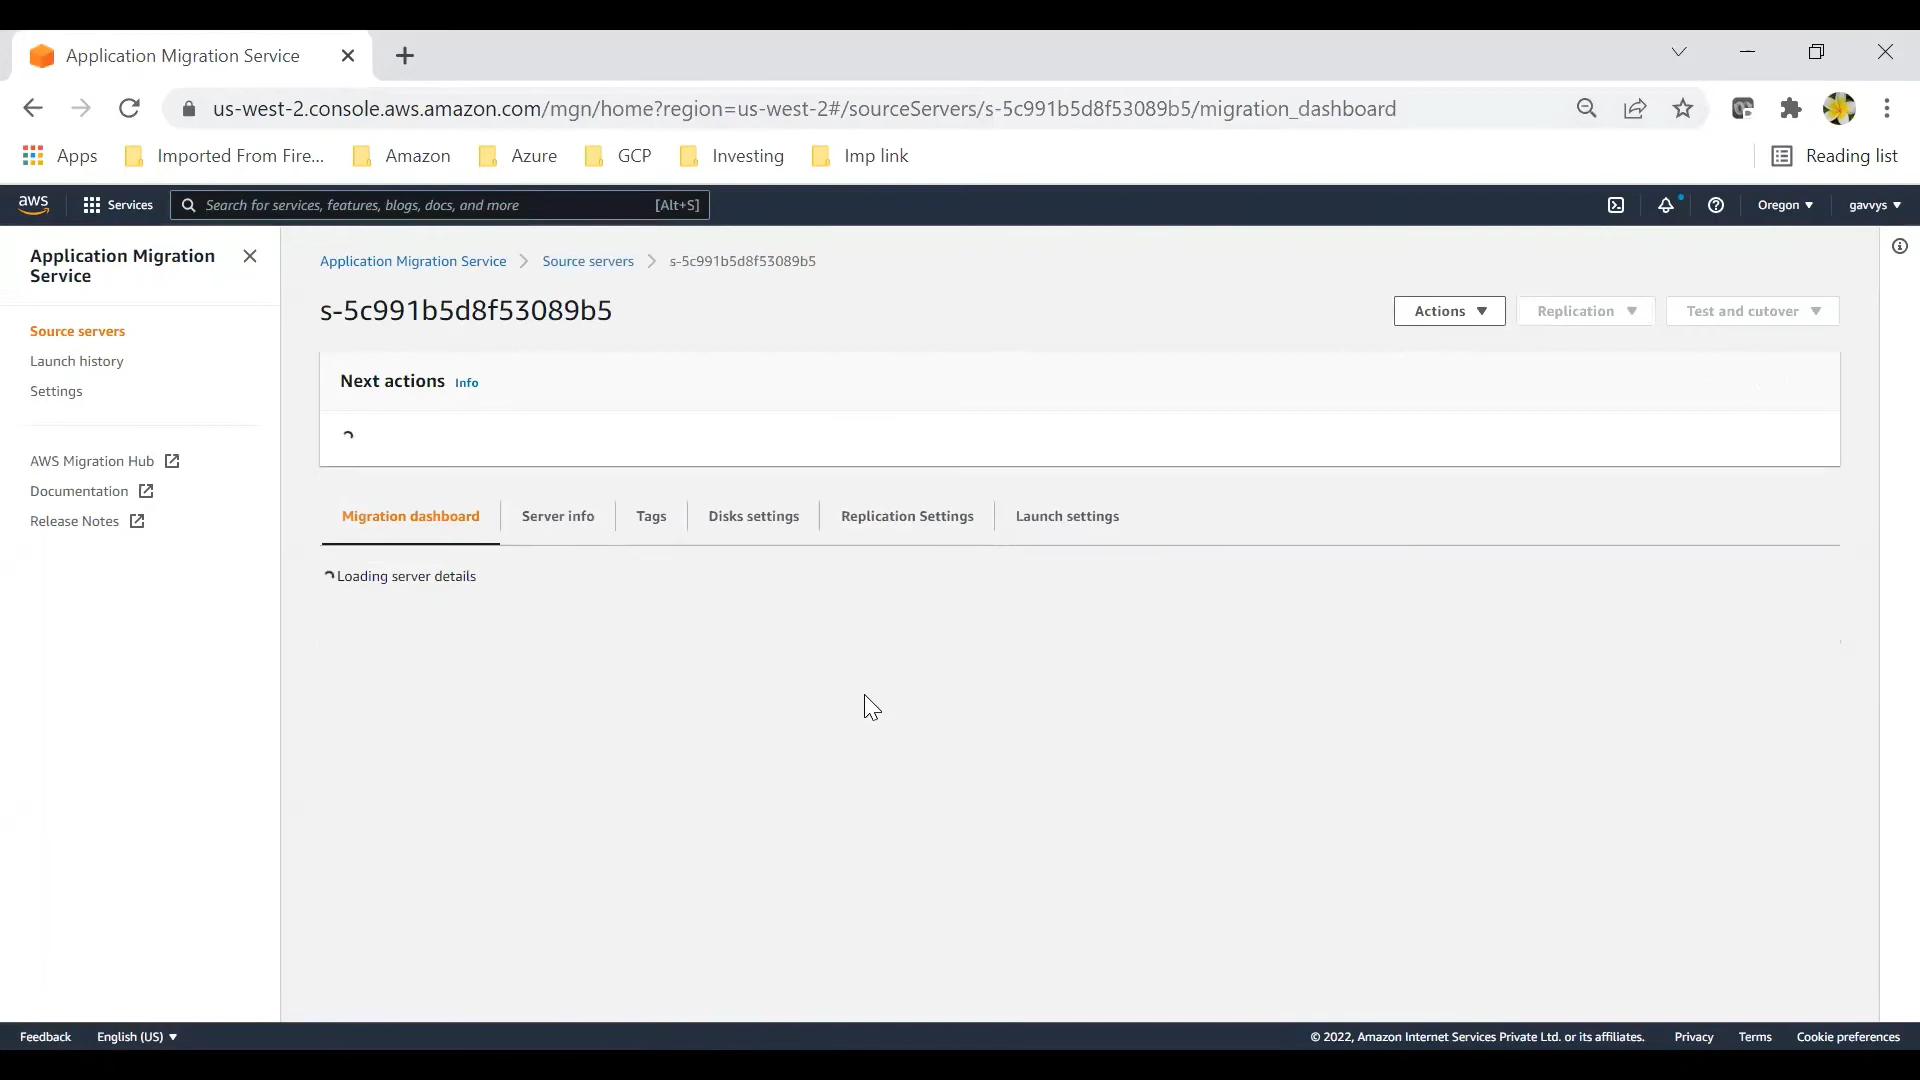 Application Migration Service
us-west-2.console.aws.amazon.com/mgn/home?region=us-west-2#/sourceServers/s-5c991b5d8f53089b5/migration_dashboard
Apps
Imported From Fire...
Amazon
Azure
GCP
Investing
Imp link
Reading list
aws
Services
Search for services, features, blogs, docs, and more
[Alt+S]
Oregon
gavvys
Application Migration
Service
Source servers
Launch history
Settings
AWS Migration Hub
Documentation
Release Notes
Application Migration Service
Source servers
s-5c991b5d8f53089b5
s-5c991b5d8f53089b5
Actions
Replication
Test and cutover
Next actions Info
Migration dashboard
Server info
Tags
Disks settings
Replication Settings
Launch settings
Loading server details
Feedback
English (US)
© 2022, Amazon Internet Services Private Ltd. or its affiliates.
Privacy
Terms
Cookie preferences